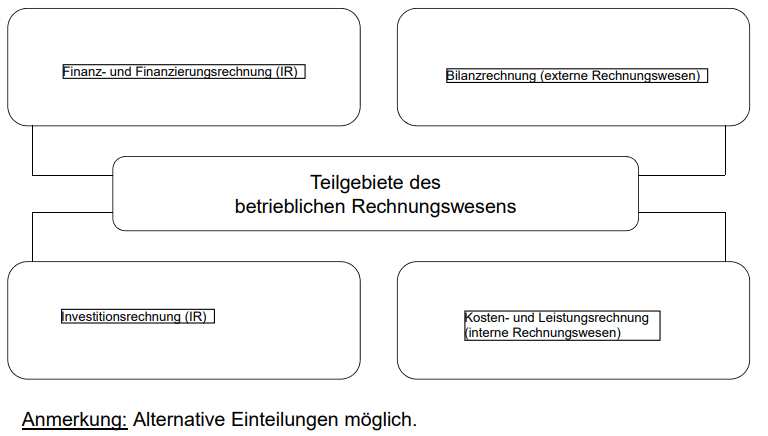 Finanz- und Finanzierungsrechnung (IR)
Bilanzrechnung (externe Rechnungswesen)
Teilgebiete des
betrieblichen Rechnungswesens
Investitionsrechnung (IR)
Kosten- und Leistungsrechnung
(interne Rechnungswesen)
Anmerkung: Alternative Einteilungen möglich.